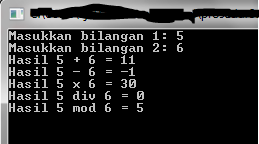 Masukkan bilangan 1: 5
Masukkan bilangan 2: 6
Hasil 5 + 6 = 11
Hasil 5 - 6 = -1
Hasil 5 x 6 = 30
Hasil 5 div 6 = 0
Hasil 5 mod 6 = 5